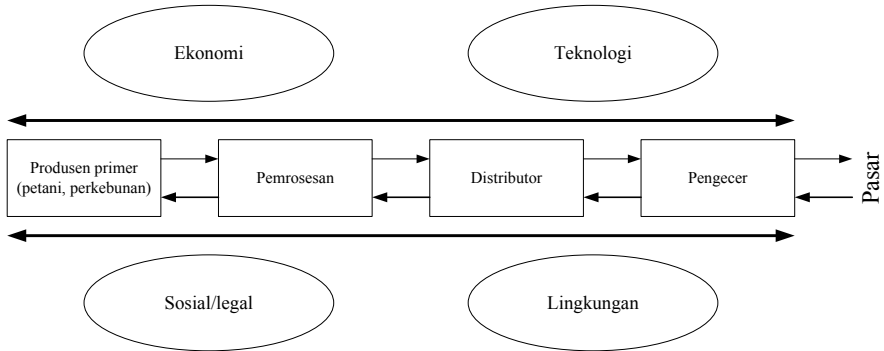 Ekonomi
Teknologi
Produsen primer
(petani, perkebunan)
Pemrosesan
Distributor
Pengecer
Pasar
Sosial/legal
Lingkungan